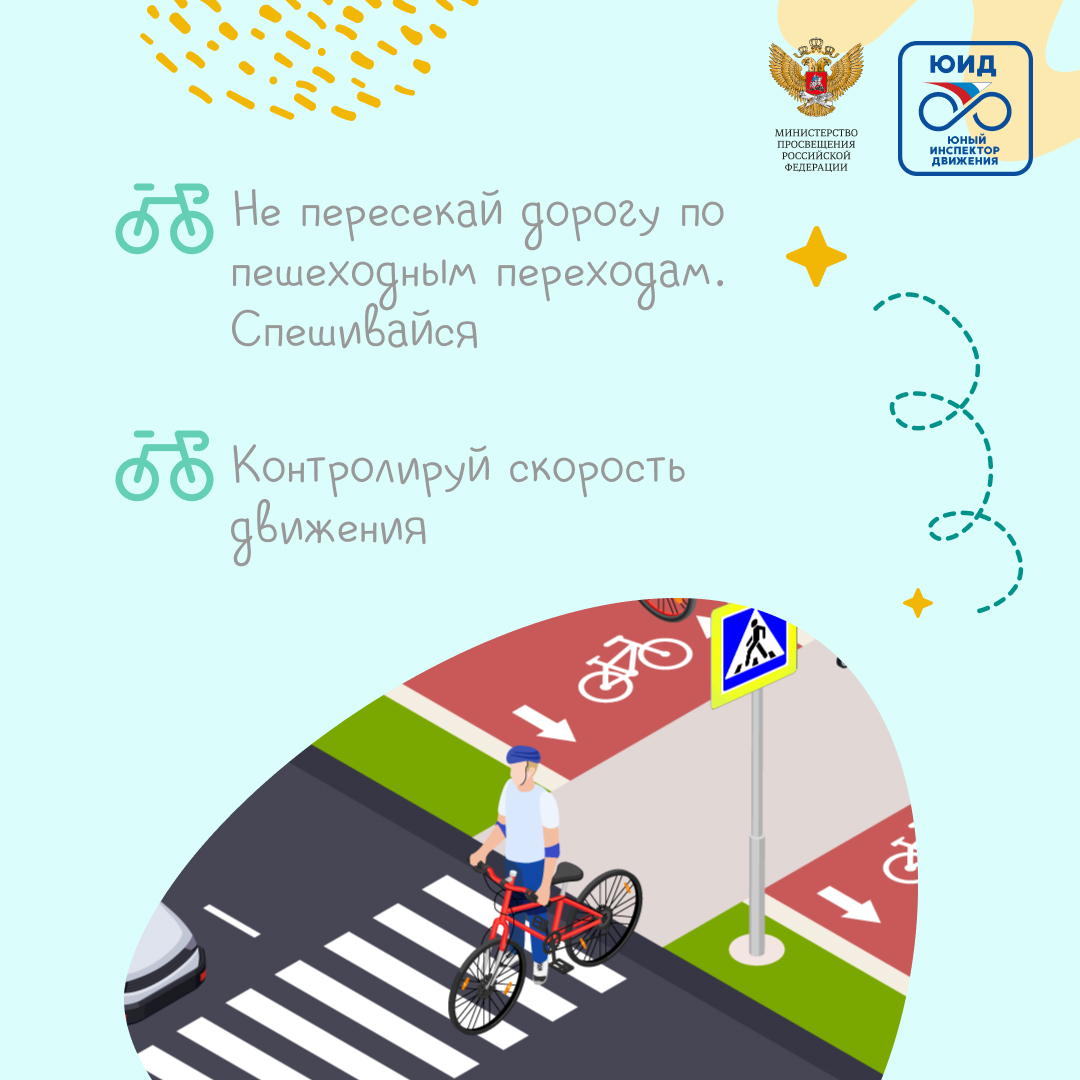 МИНИСТЕРСТВО
ПРОСВЕЩЕНИЯ
РОССИЙСКОЙ
ФЕДЕРАЦИИ
ЮИД
ЮНЫЙ
ИНСПЕКТОР
ДВИЖЕНИЯ
Не пересекай дорогу по
пешеходным переходам.
Спешивайся
Контролируй скорость
движения